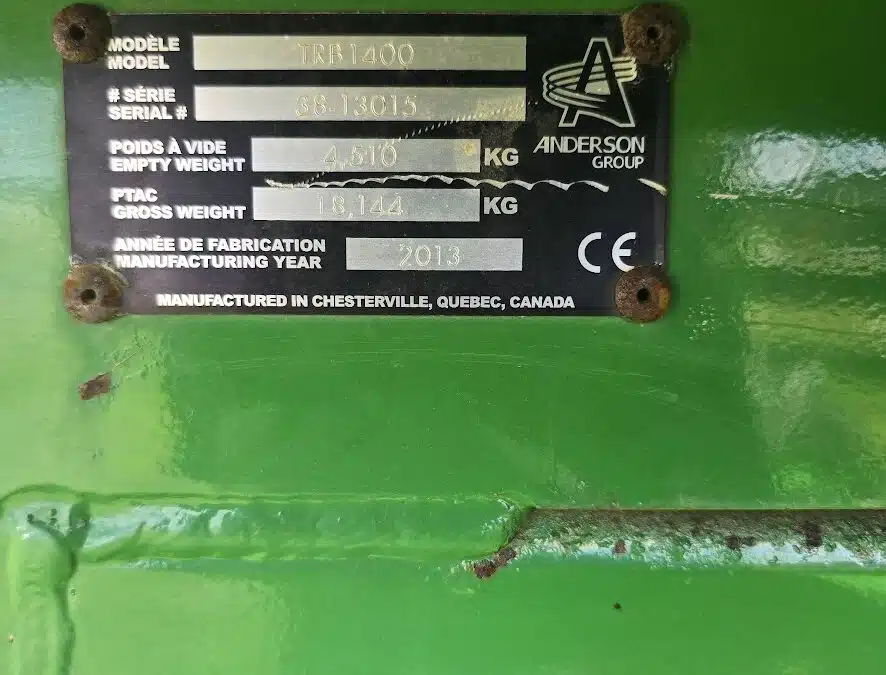 MODÈLE
MODEL
TRB1400
# SÉRIE
SERIAL #
38-13015
POIDS À VIDE
EMPTY WEIGHT
4,510
KG
PTAC
GROSS WEIGHT
18,144
KG
ANNÉE DE FABRICATION
MANUFACTURING YEAR
2013
ANDERSON
GROUP
CE
MANUFACTURED IN CHESTERVILLE, QUEBEC, CANADA